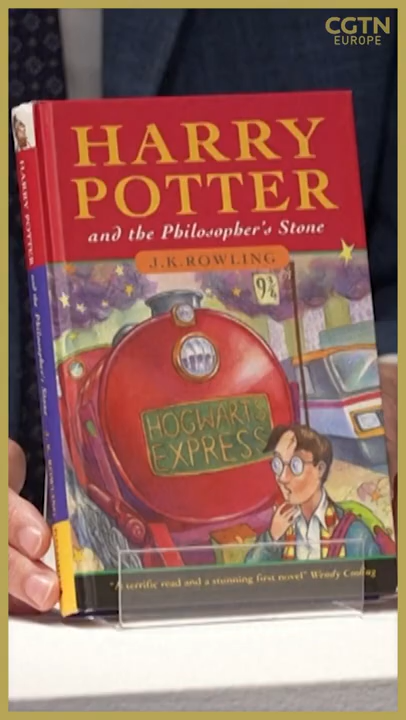 CGTN
EUROPE
HARRY
POTTER
and the Philosopher's Stone
J.K.ROWLING
9¾
HOGWARTS
EXPRESS
"A terrific read and a stunning first novel" Wendy Cooling
HARRY POTTER and the Philosopher's Stone J.K.ROWLING